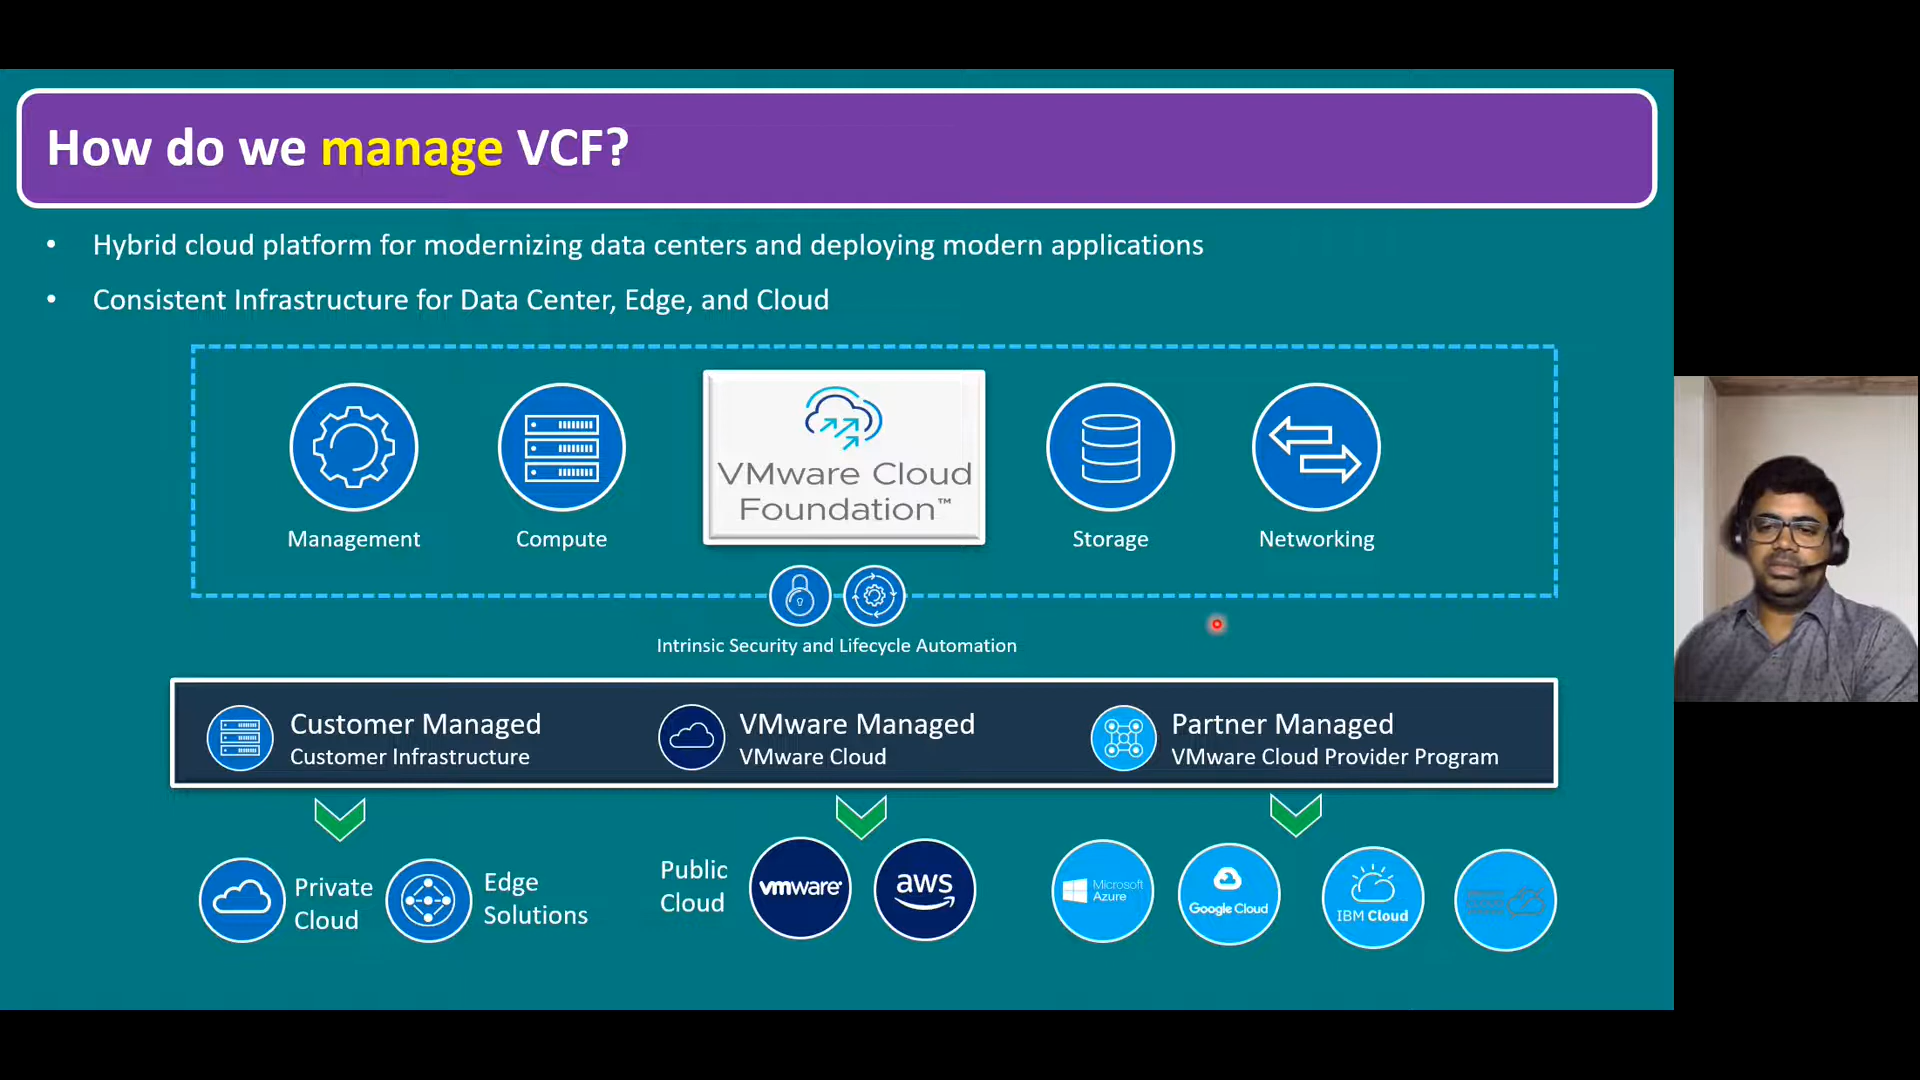 How do we manage VCF?
• Hybrid cloud platform for modernizing data centers and deploying modern applications
• Consistent Infrastructure for Data Center, Edge, and Cloud
VMware Cloud
Foundation™
Management
Compute
Storage
Networking
Intrinsic Security and Lifecycle Automation
Customer Managed
Customer Infrastructure
VMware Managed
VMware Cloud
Partner Managed
VMware Cloud Provider Program
Private
Cloud
Edge
Solutions
Public
Cloud
vmware®
aws
Microsoft
Azure
Google Cloud
IBM Cloud